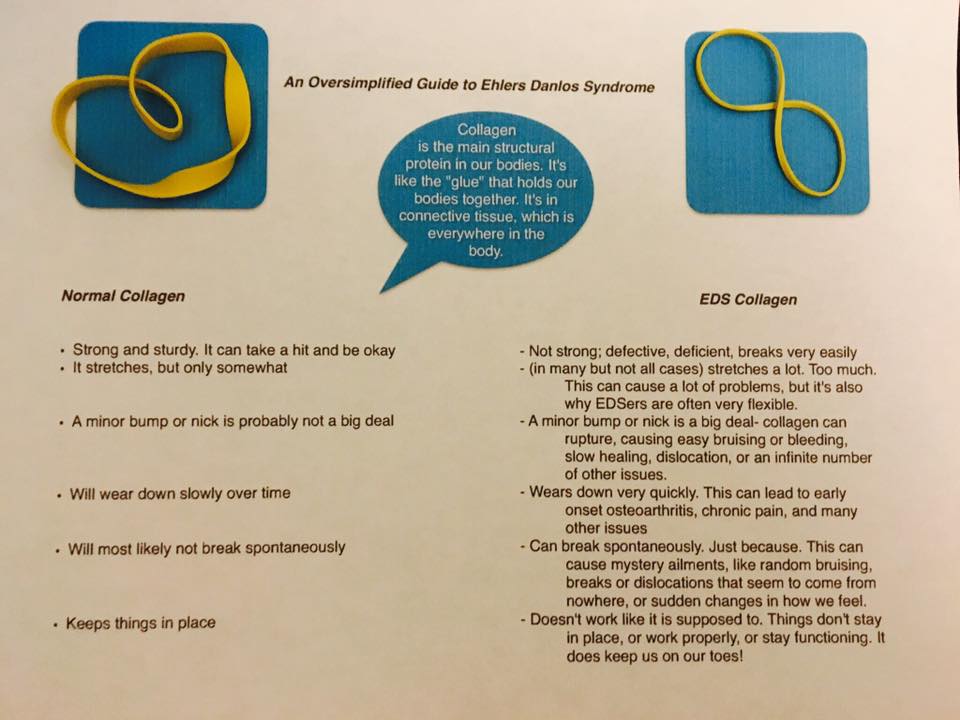 An Oversimplified Guide to Ehlers Danlos Syndrome
Collagen
is the main structural
protein in our bodies. It's
like the "glue" that holds our
bodies together. It's in
connective tissue, which is
everywhere in the
body.
Normal Collagen
• Strong and sturdy. It can take a hit and be okay
• It stretches, but only somewhat
• A minor bump or nick is probably not a big deal
• Will wear down slowly over time
• Will most likely not break spontaneously
• Keeps things in place
EDS Collagen
- Not strong; defective, deficient, breaks very easily
- (in many but not all cases) stretches a lot. Too much.
This can cause a lot of problems, but it's also
why EDSers are often very flexible.
- A minor bump or nick is a big deal- collagen can
rupture, causing easy bruising or bleeding,
slow healing, dislocation, or an infinite number
of other issues.
- Wears down very quickly. This can lead to early
onset osteoarthritis, chronic pain, and many
other issues
- Can break spontaneously. Just because. This can
cause mystery ailments, like random bruising,
breaks or dislocations that seem to come from
nowhere, or sudden changes in how we feel.
- Doesn't work like it is supposed to. Things don't stay
in place, or work properly, or stay functioning. It
does keep us on our toes!